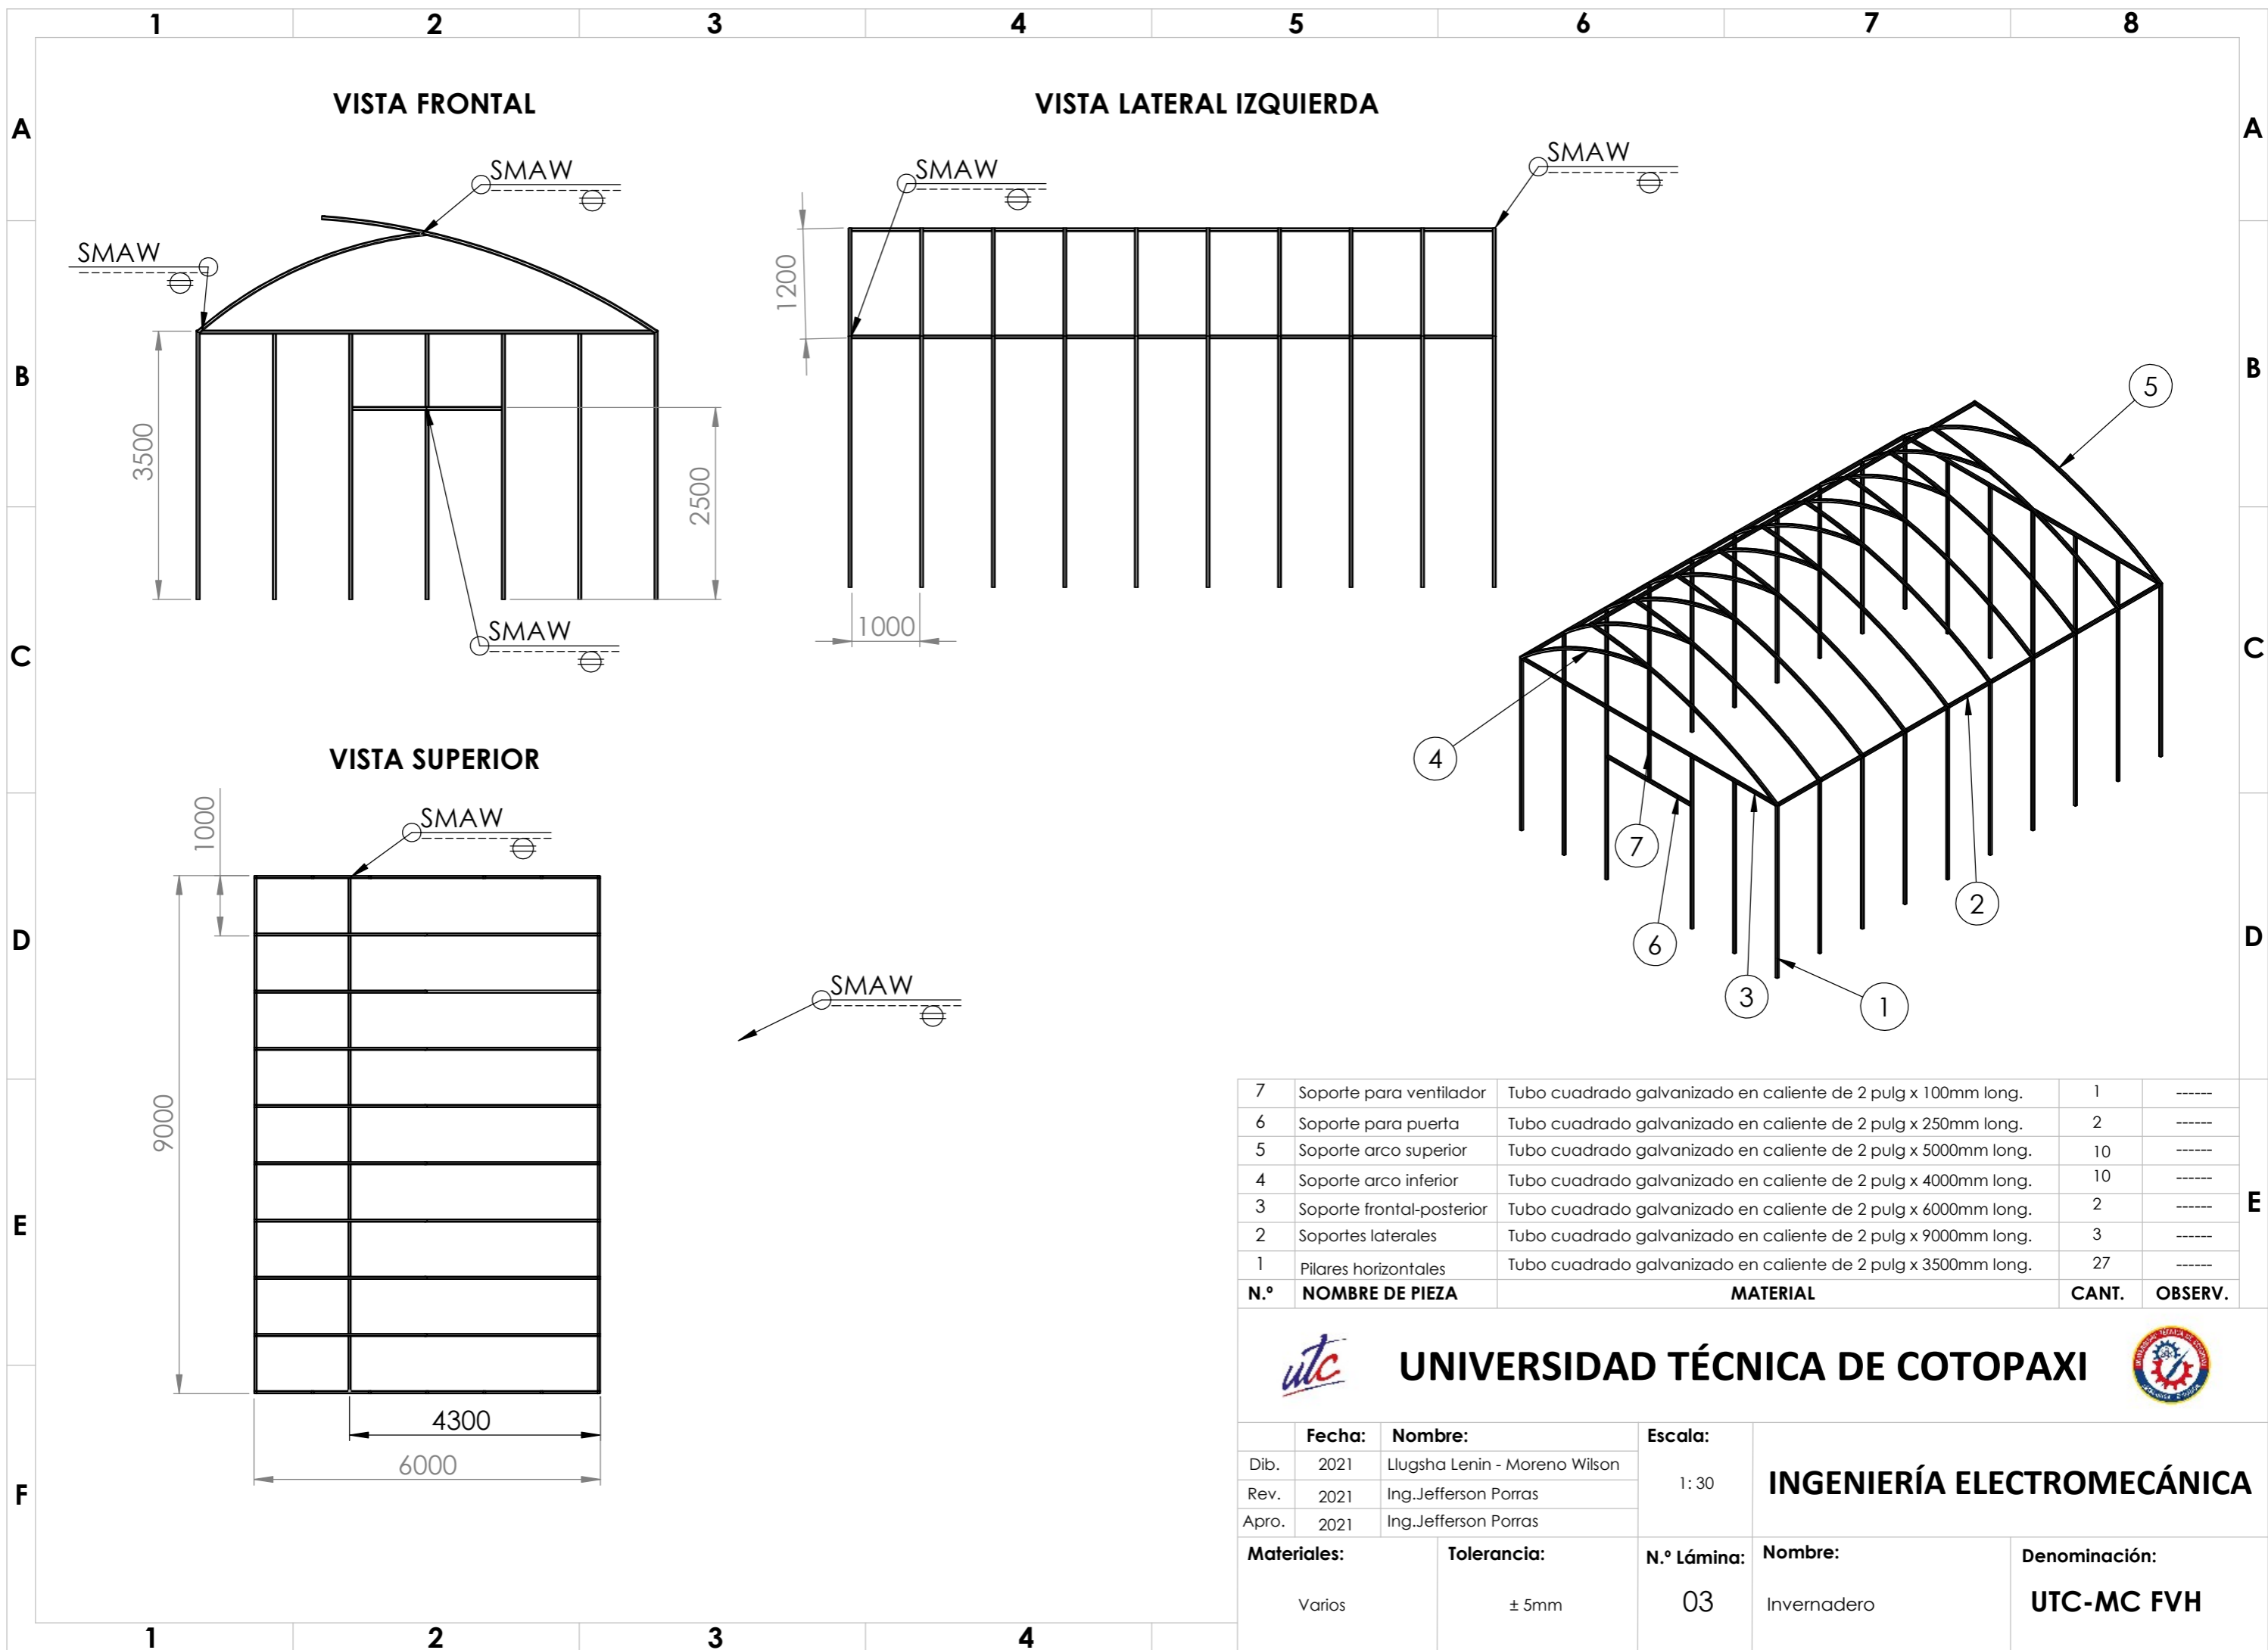 1 2 3 4 5 6 7 8
A A
VISTA FRONTAL
VISTA LATERAL IZQUIERDA
SMAW
SMAW
SMAW
SMAW
1200
B B
3500
2500
1000
SMAW
C C
5
4
7
6
3
2
1
VISTA SUPERIOR
1000
SMAW
9000
4300
6000
SMAW
D D
E E
F
7 Soporte para ventilador Tubo cuadrado galvanizado en caliente de 2 pulg x 100mm long. 1 ------
6 Soporte para puerta Tubo cuadrado galvanizado en caliente de 2 pulg x 250mm long. 2 ------
5 Soporte arco superior Tubo cuadrado galvanizado en caliente de 2 pulg x 5000mm long. 10 ------
4 Soporte arco inferior Tubo cuadrado galvanizado en caliente de 2 pulg x 4000mm long. 10 ------
3 Soporte frontal-posterior Tubo cuadrado galvanizado en caliente de 2 pulg x 6000mm long. 2 ------
2 Soportes laterales Tubo cuadrado galvanizado en caliente de 2 pulg x 9000mm long. 3 ------
1 Pilares horizontales Tubo cuadrado galvanizado en caliente de 2 pulg x 3500mm long. 27 ------
N.º NOMBRE DE PIEZA MATERIAL CANT. OBSERV.
utc UNIVERSIDAD TÉCNICA DE COTOPAXI
Fecha: Nombre: Escala:
Dib. 2021 Llugsha Lenin - Moreno Wilson
Rev. 2021 Ing.Jefferson Porras
Apro. 2021 Ing.Jefferson Porras
1: 30
INGENIERÍA ELECTROMECÁNICA
Materiales: Tolerancia: N.º Lámina: Nombre: Denominación:
Varios ± 5mm 03 Invernadero UTC-MC FVH
1 2 3 4